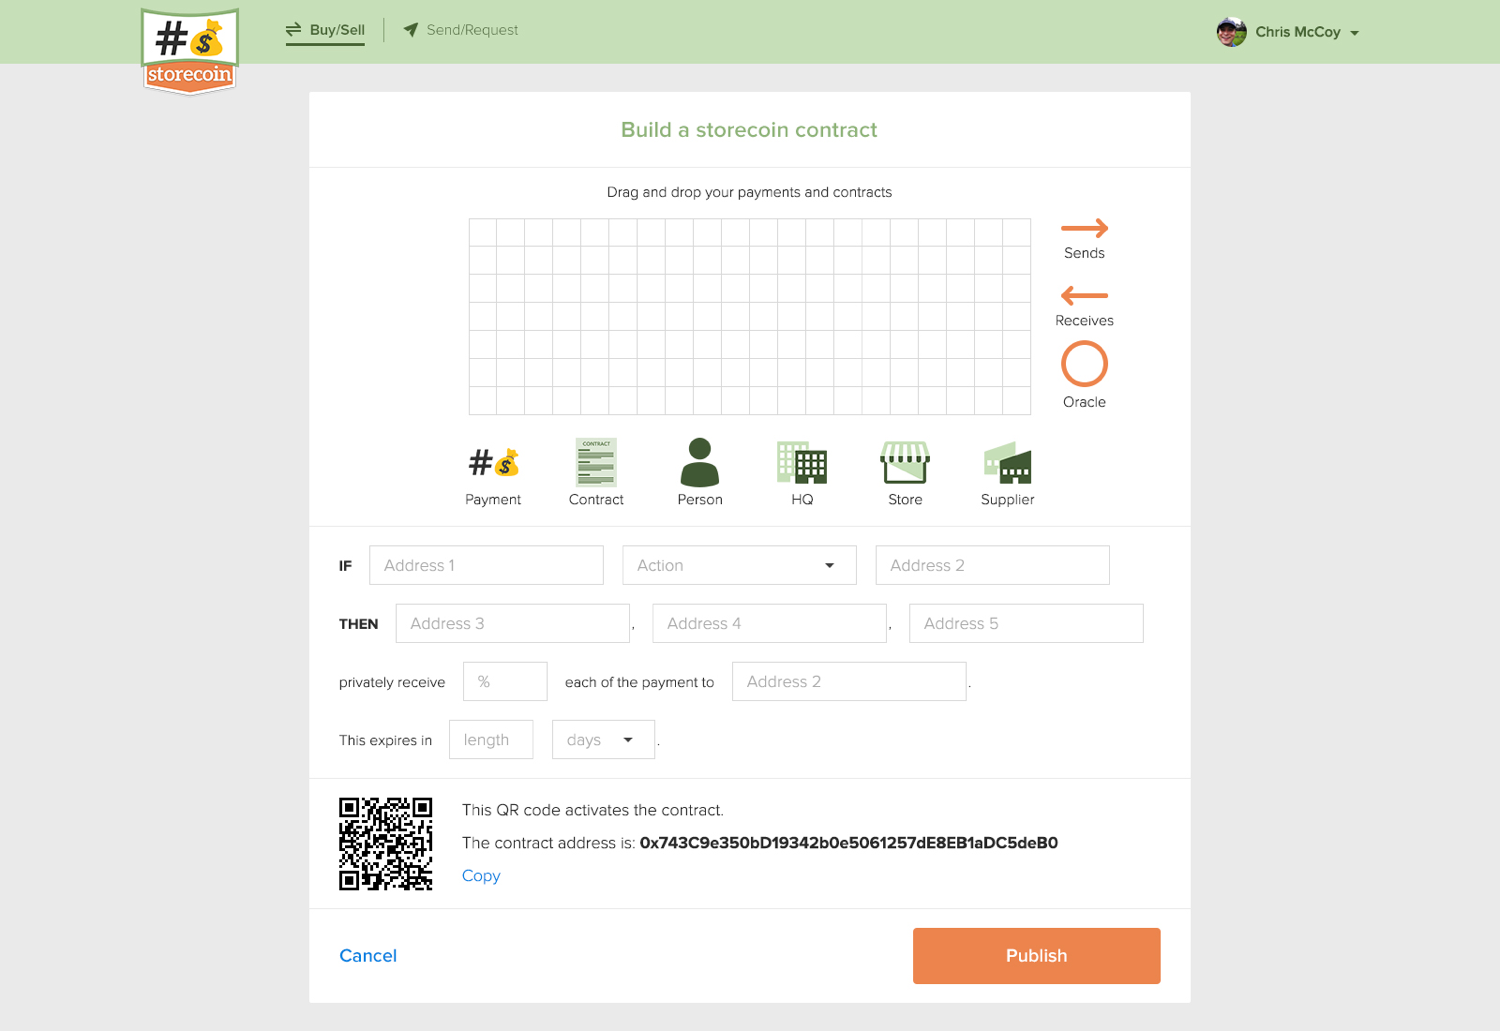 #$
storecoin
Buy/Sell
Send/Request
Chris McCoy
Build a storecoin contract
Drag and drop your payments and contracts
Sends
Receives
Oracle
#$
CONTRACT
Payment
Contract
Person
HQ
Store
Supplier
IF Address 1 Action Address 2
THEN Address 3 , Address 4 , Address 5
privately receive % each of the payment to Address 2 .
This expires in length days .
This QR code activates the contract.
The contract address is: 0x743C9e350bD19342b0e5061257dE8EB1aDC5deB0
Copy
Cancel
Publish